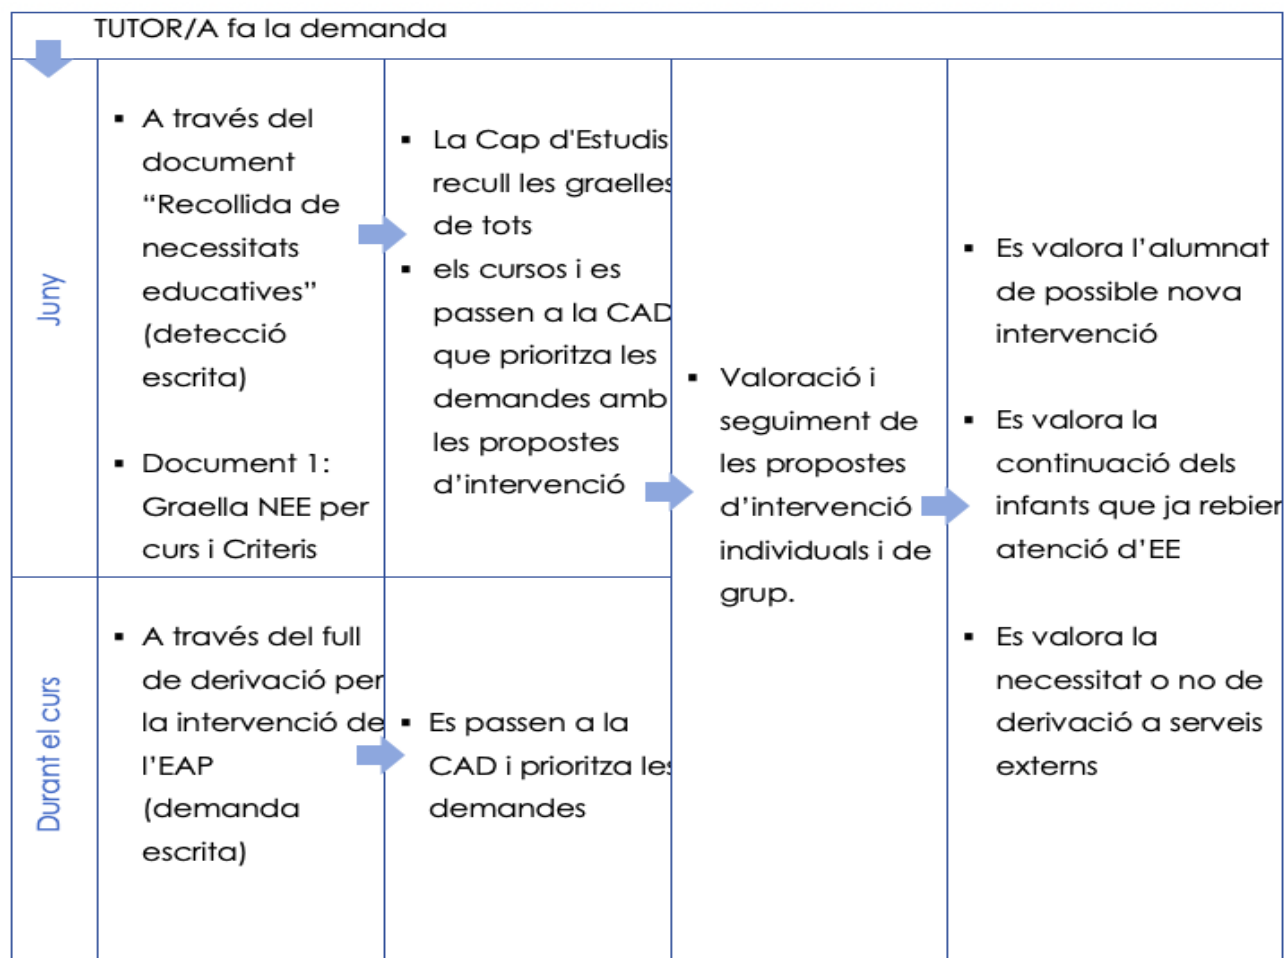 TUTOR/A fa la demanda
Juny
▪ A través del
document
“Recollida de
necessitats
educatives”
(detecció
escrita)
▪ Document 1:
Graella NEE per
curs i Criteris
▪ La Cap d'Estudis
recull les graelles
de tots
▪ els cursos i es
passen a la CAD
que prioritza les
demandes amb
les propostes
d’intervenció
▪ Valoració i
seguiment de
les propostes
d’intervenció
individuals i de
grup.
▪ Es valora l’alumnat
de possible nova
intervenció
▪ Es valora la
continuació dels
infants que ja rebier
atenció d’EE
▪ Es valora la
necessitat o no de
derivació a serveis
externs
Durant el curs
▪ A través del full
de derivació per
la intervenció de
l’EAP
(demanda
escrita)
▪ Es passen a la
CAD i prioritza les
demandes